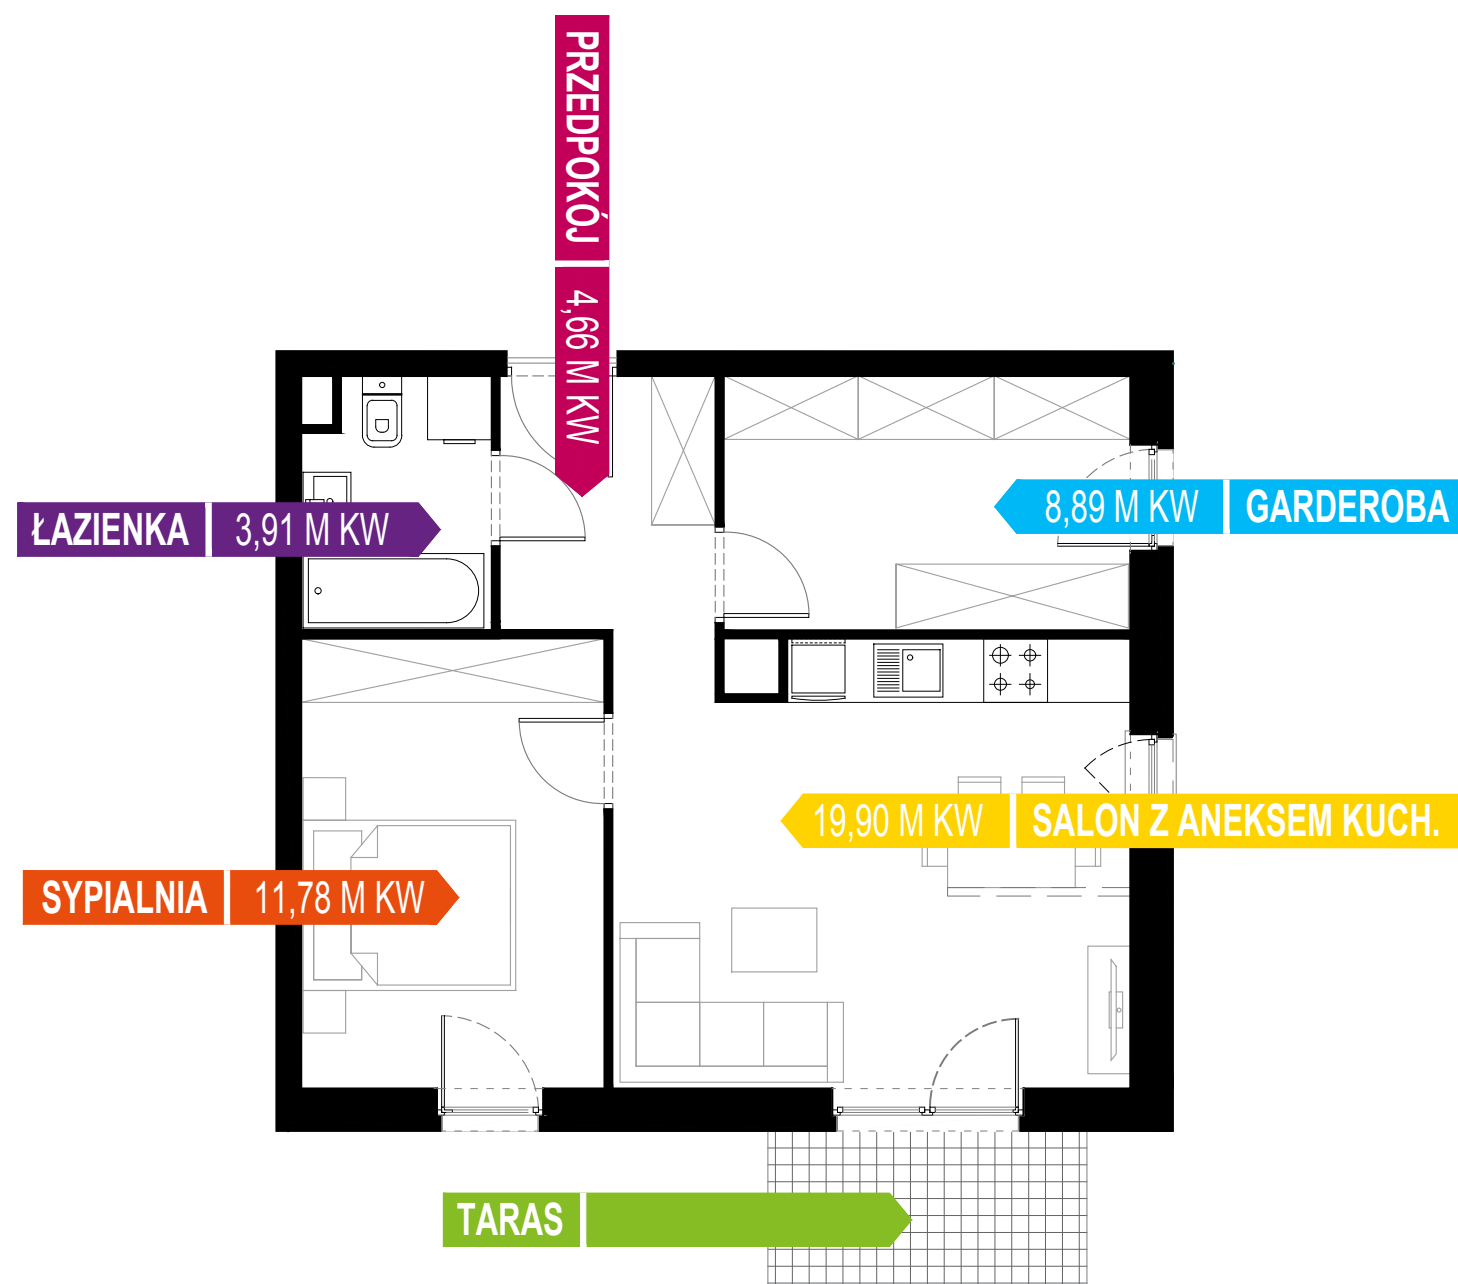 PRZEDPOKÓJ 4,66 M KW
ŁAZIENKA 3,91 M KW
8,89 M KW GARDEROBA
19,90 M KW SALON Z ANEKSEM KUCH.
SYPIALNIA 11,78 M KW
TARAS